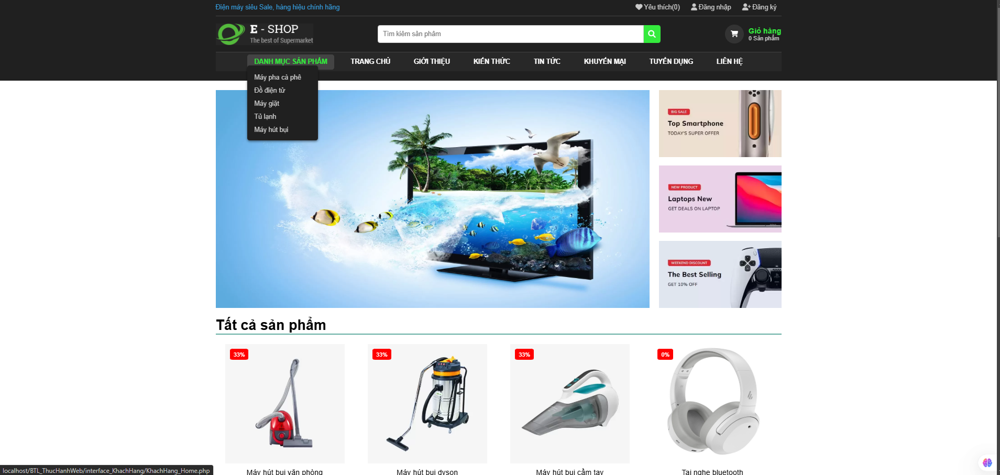 Điện máy siêu Sale, hàng hiệu chính hãng
Yêu thích(0) Đăng nhập Đăng ký
E - SHOP
The best of Supermarket
Tìm kiếm sản phẩm
Giỏ hàng
0 Sản phẩm
DANH MỤC SẢN PHẨM TRANG CHỦ GIỚI THIỆU KIẾN THỨC TIN TỨC KHUYẾN MẠI TUYỂN DỤNG LIÊN HỆ
Máy pha cà phê
Đồ điện tử
Máy giặt
Tủ lạnh
Máy hút bụi
BIG SALE
Top Smartphone
TODAY'S SUPER OFFER
NEW PRODUCT
Laptops New
GET DEALS ON LAPTOP
WEEKEND DISCOUNT
The Best Selling
GET 10% OFF
Tất cả sản phẩm
33% 33% 33% 0%
Máy hút bụi văn phòng Máy hút bụi dyson Máy hút bụi cầm tay Tai nghe bluetooth
localhost/BTL_ThucHanhWeb/interface_KhachHang/KhachHang_Home.php